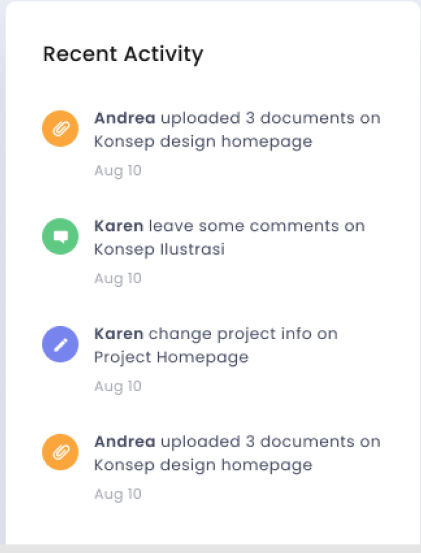 Recent Activity
Andrea uploaded 3 documents on
Konsep design homepage
Aug 10
Karen leave some comments on
Konsep Ilustrasi
Aug 10
Karen change project info on
Project Homepage
Aug 10
Andrea uploaded 3 documents on
Konsep design homepage
Aug 10